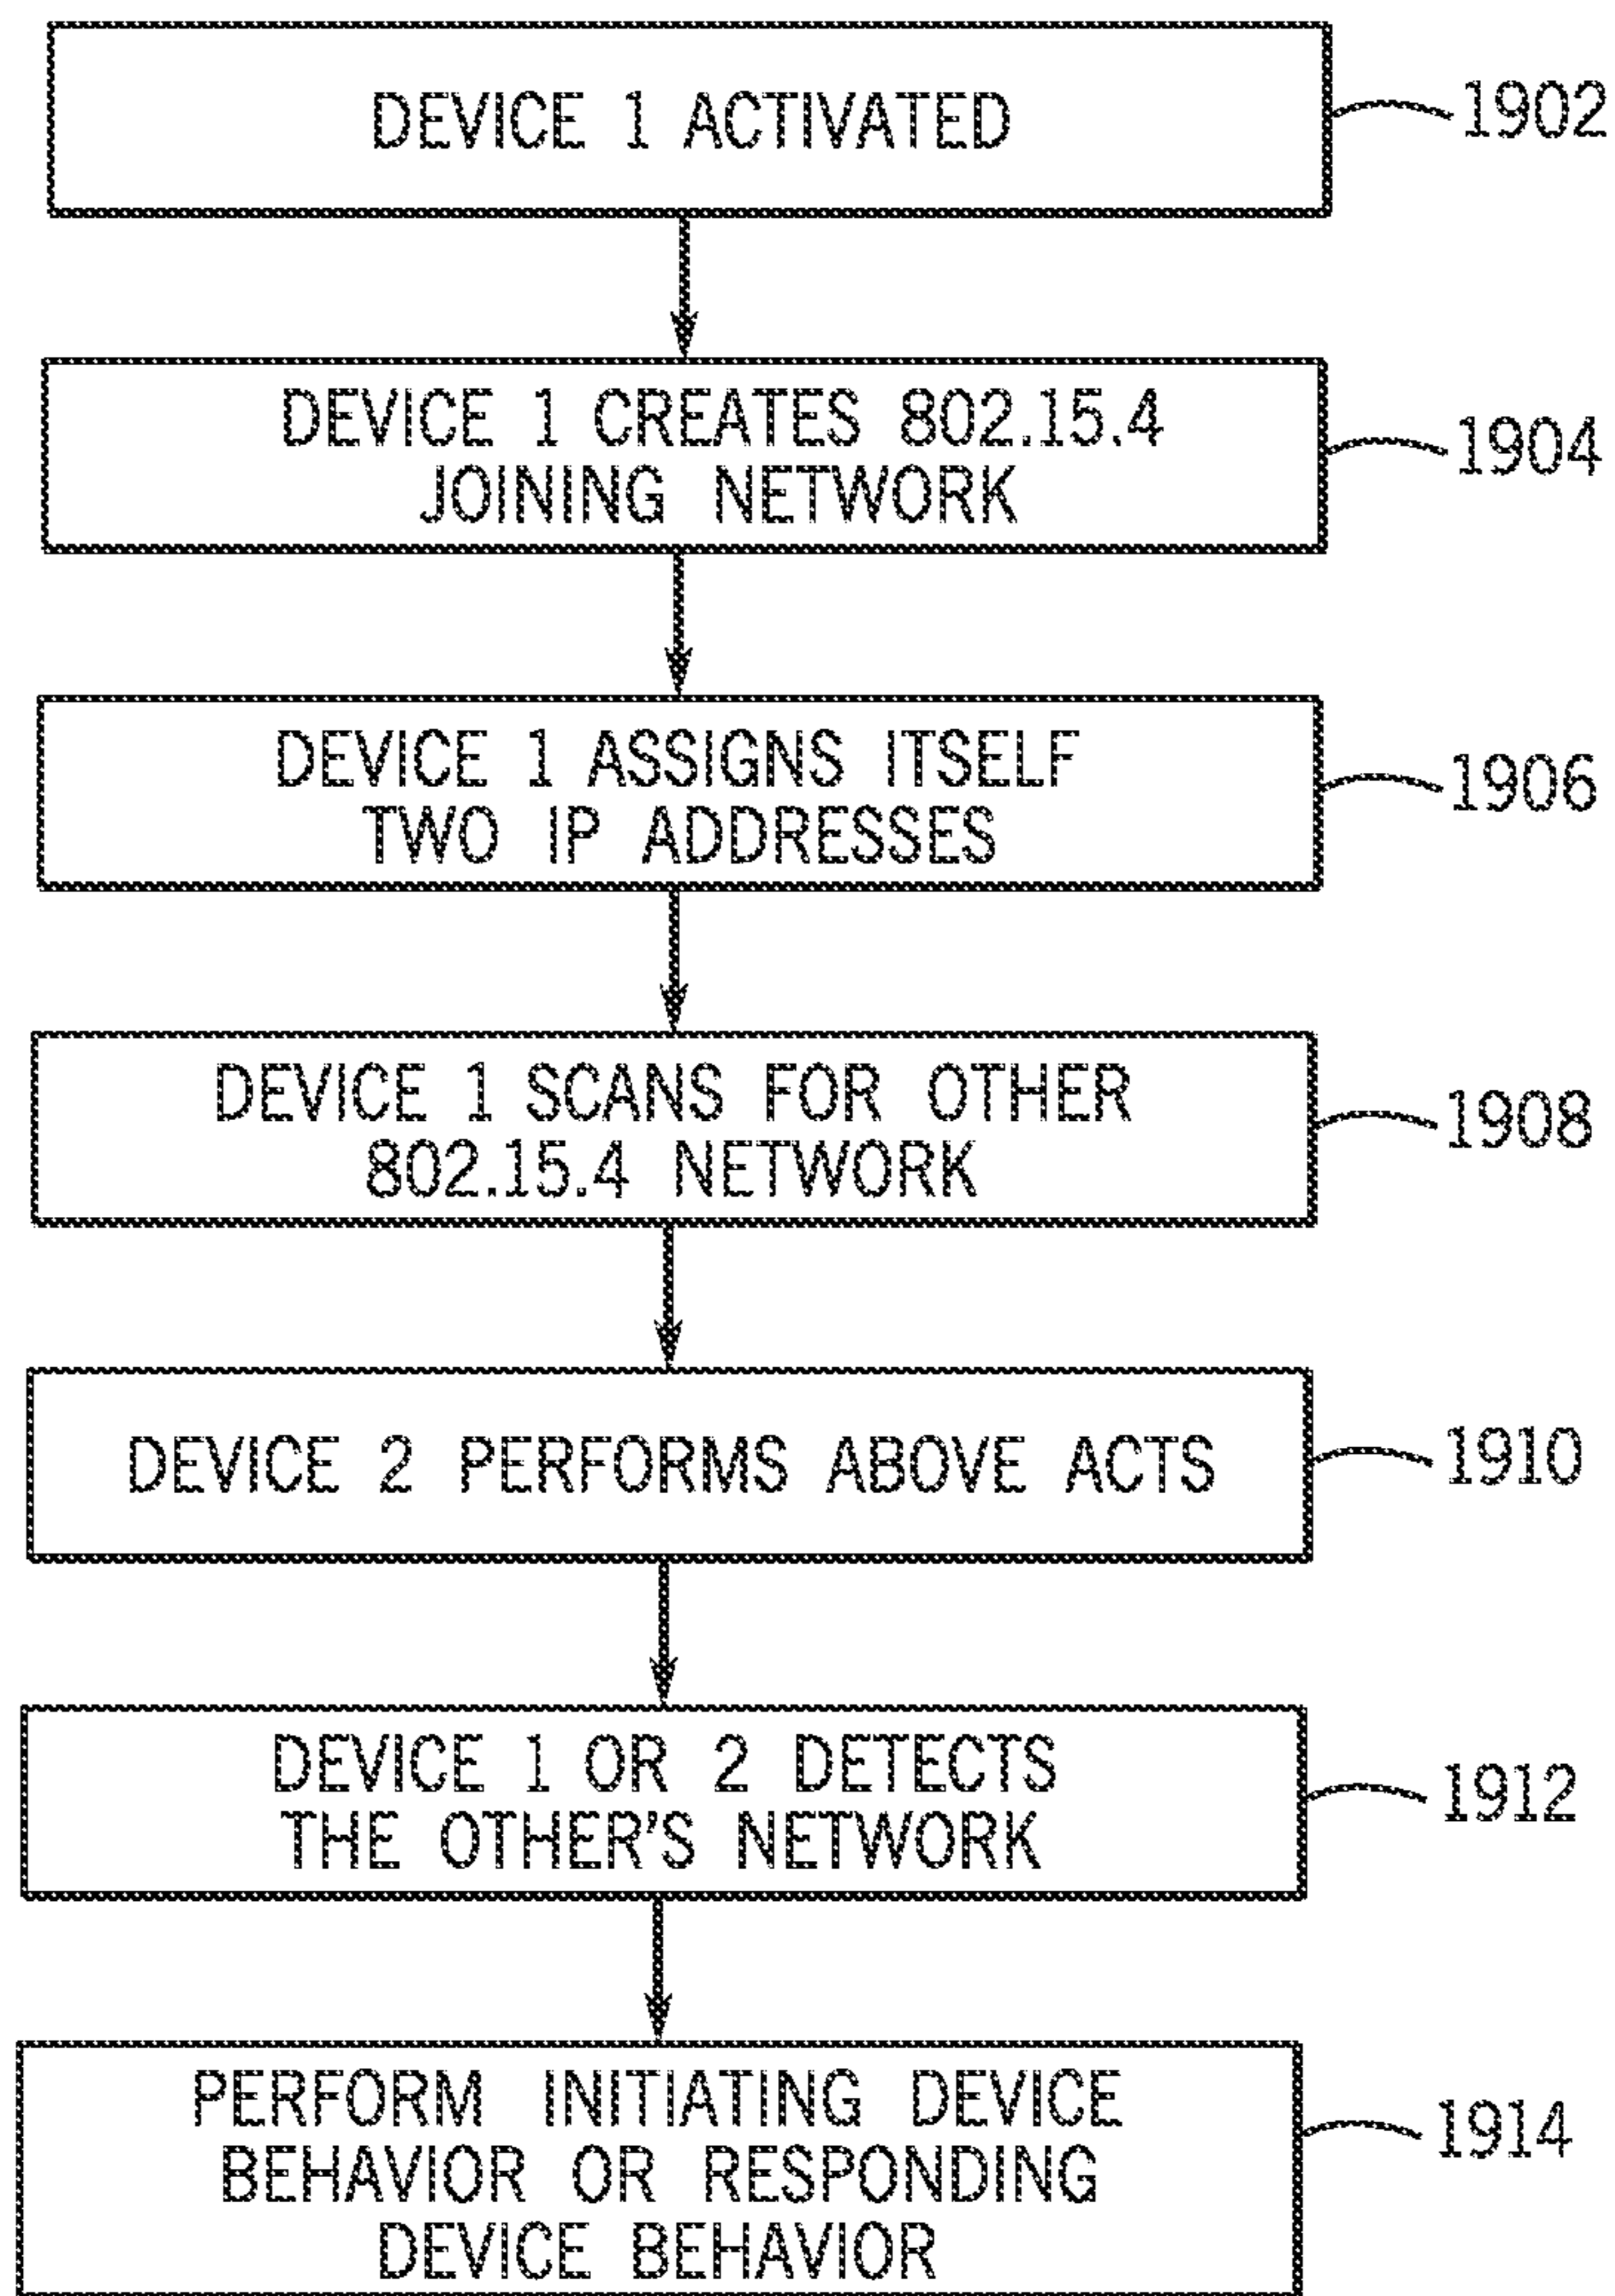 DEVICE 1 ACTIVATED
1902
DEVICE 1 CREATES 802.15.4
JOINING NETWORK
1904
DEVICE 1 ASSIGNS ITSELF
TWO IP ADDRESSES
1906
DEVICE 1 SCANS FOR OTHER
802.15.4 NETWORK
1908
DEVICE 2 PERFORMS ABOVE ACTS
1910
DEVICE 1 OR 2 DETECTS
THE OTHER'S NETWORK
1912
PERFORM INITIATING DEVICE
BEHAVIOR OR RESPONDING
DEVICE BEHAVIOR
1914